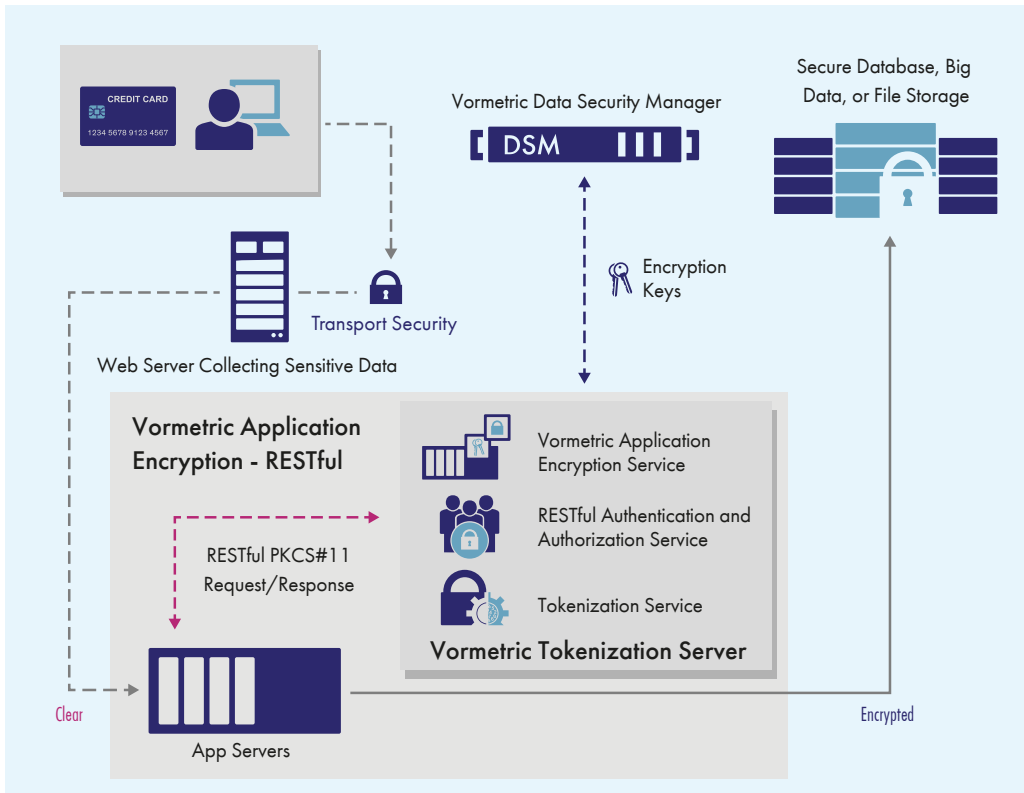 CREDIT CARD
1234 5678 9123 4567
Vormetric Data Security Manager
DSM
Secure Database, Big
Data, or File Storage
Encryption
Keys
Transport Security
Web Server Collecting Sensitive Data
Vormetric Application
Encryption - RESTful
Vormetric Application
Encryption Service
RESTful Authentication and
Authorization Service
RESTful PKCS#11
Request/Response
Tokenization Service
Vormetric Tokenization Server
Clear
Encrypted
App Servers